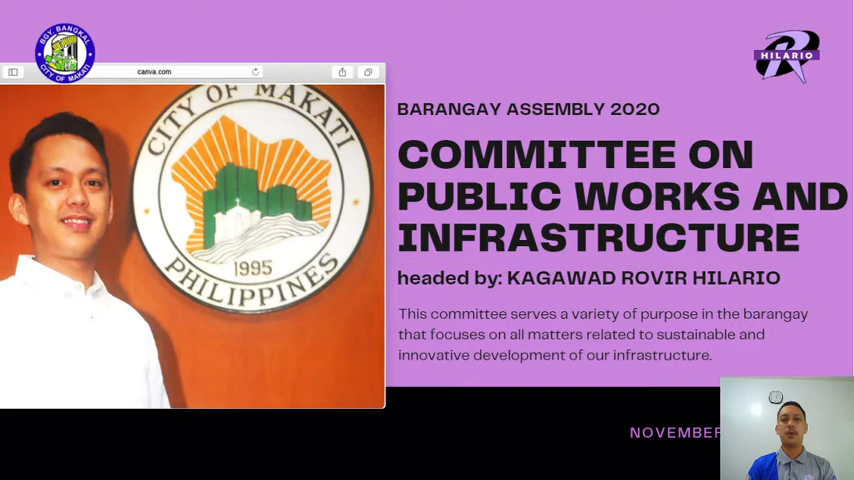 BGY. BANGKAL
CITY OF MAKATI
canva.com
HILARIO
CITY OF MAKATI
1995
PHILIPPINES
BARANGAY ASSEMBLY 2020
COMMITTEE ON
PUBLIC WORKS AND
INFRASTRUCTURE
headed by: KAGAWAD ROVIR HILARIO
This committee serves a variety of purpose in the barangay
that focuses on all matters related to sustainable and
innovative development of our infrastructure.
NOVEMBER